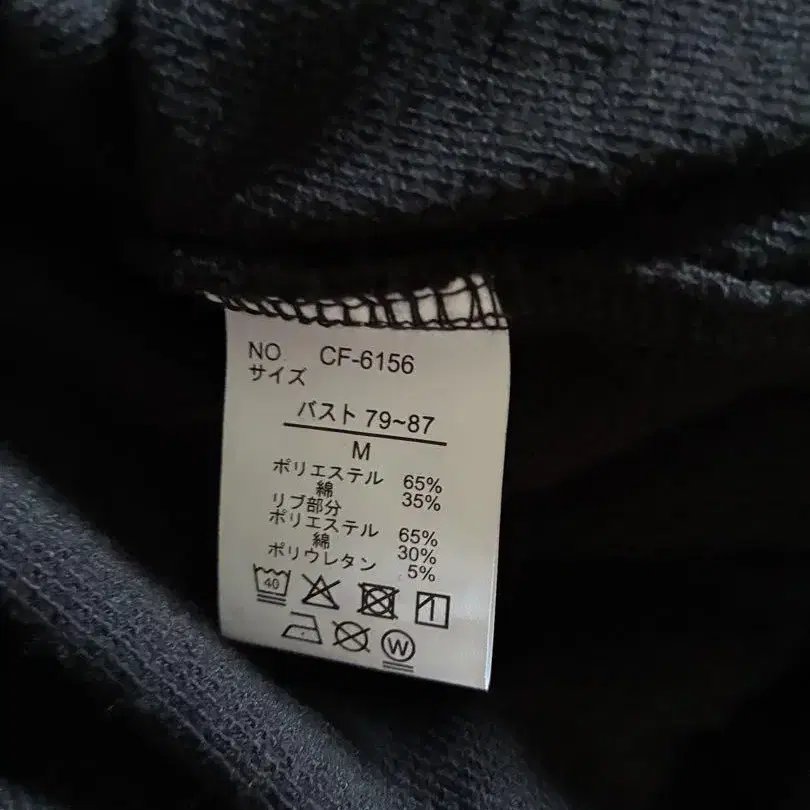 NO. CF-6156
サイズ
バスト 79~87
M
ポリエステル 65%
綿 35%
リブ部分
ポリエステル 65%
綿 30%
ポリウレタン 5%
40
W